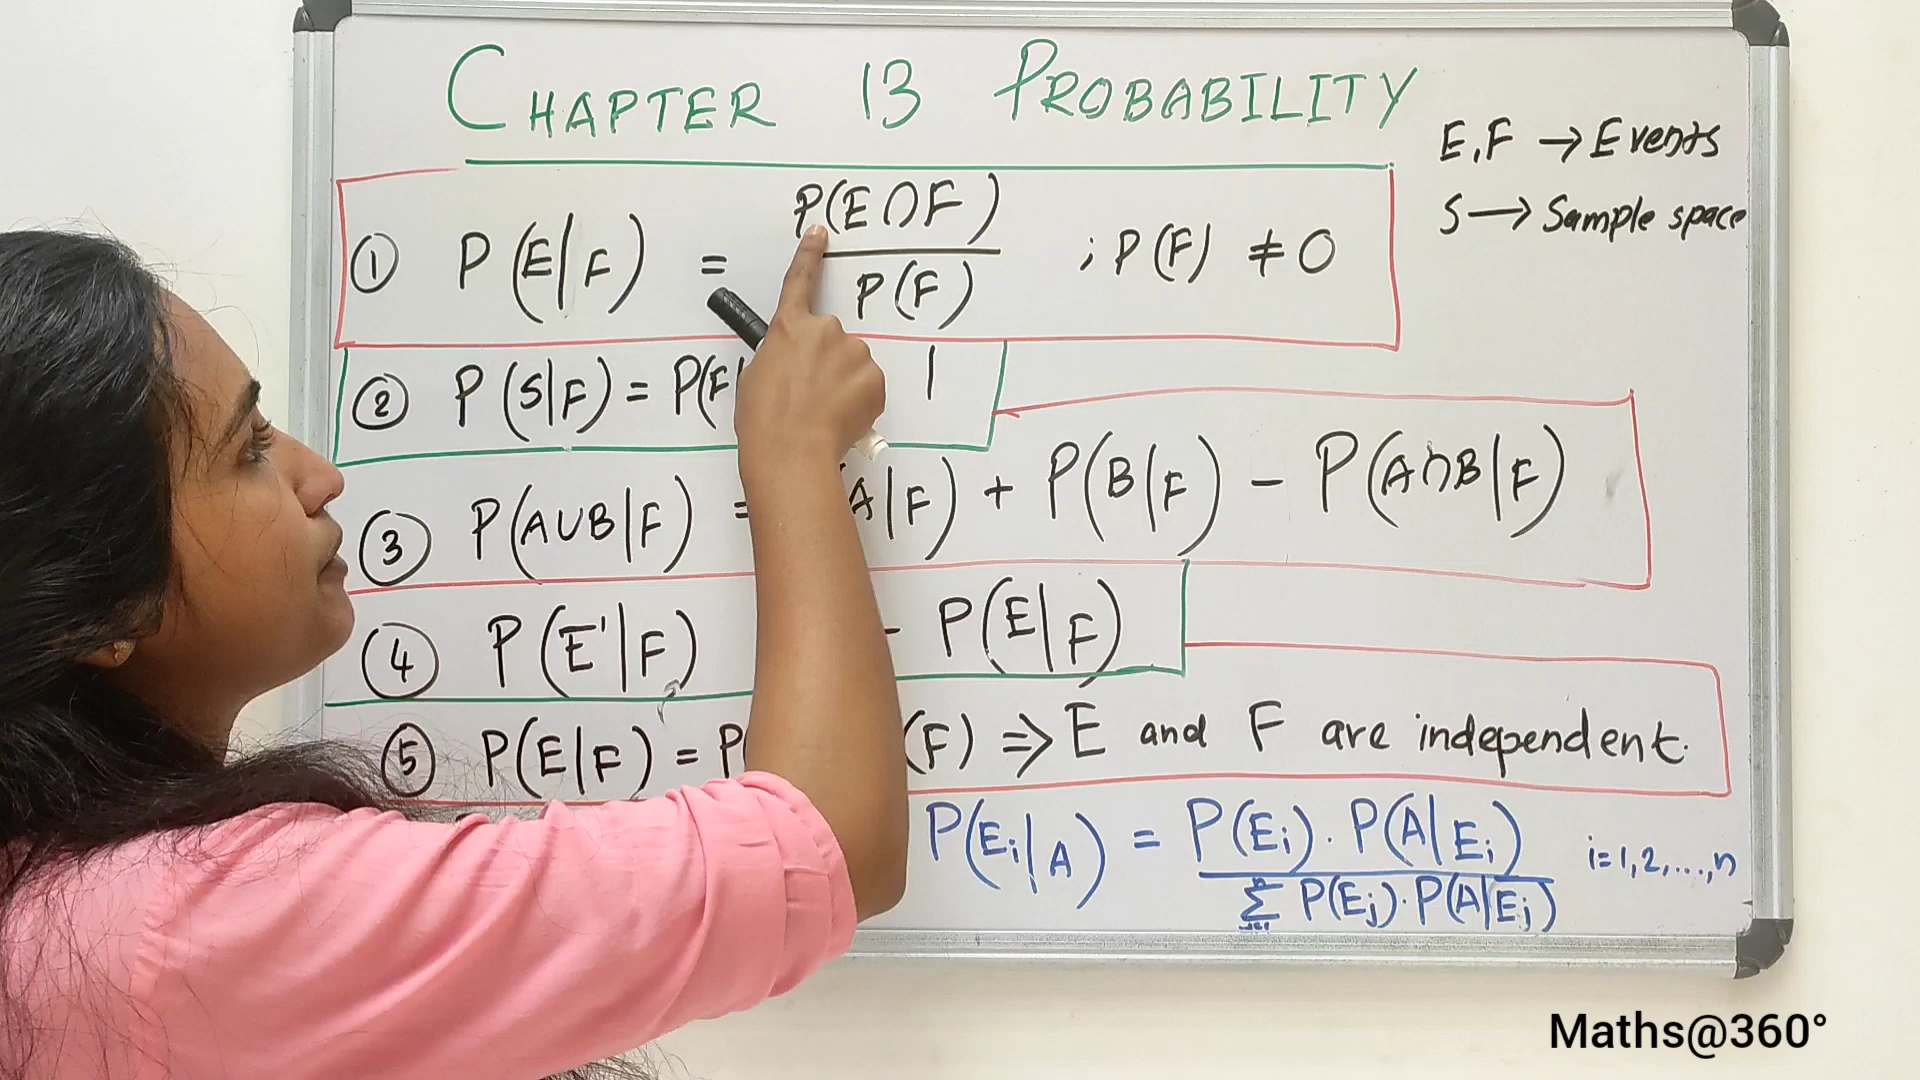 CHAPTER 13 PROBABILITY
E,F → Events
S → Sample space
① P(E|F) = P(E∩F) / P(F) ; P(F) ≠ 0
② P(S|F) = P(F| 1
③ P(A∪B|F) = A|F) + P(B|F) - P(A∩B|F)
④ P(E'|F) - P(E|F)
⑤ P(E|F) = P( (F) ⇒ E and F are independent.
P(Ei|A) = P(Ei).P(A|Ei) / Σ P(Ej).P(A|Ej) i=1,2,...,n
Maths@360°